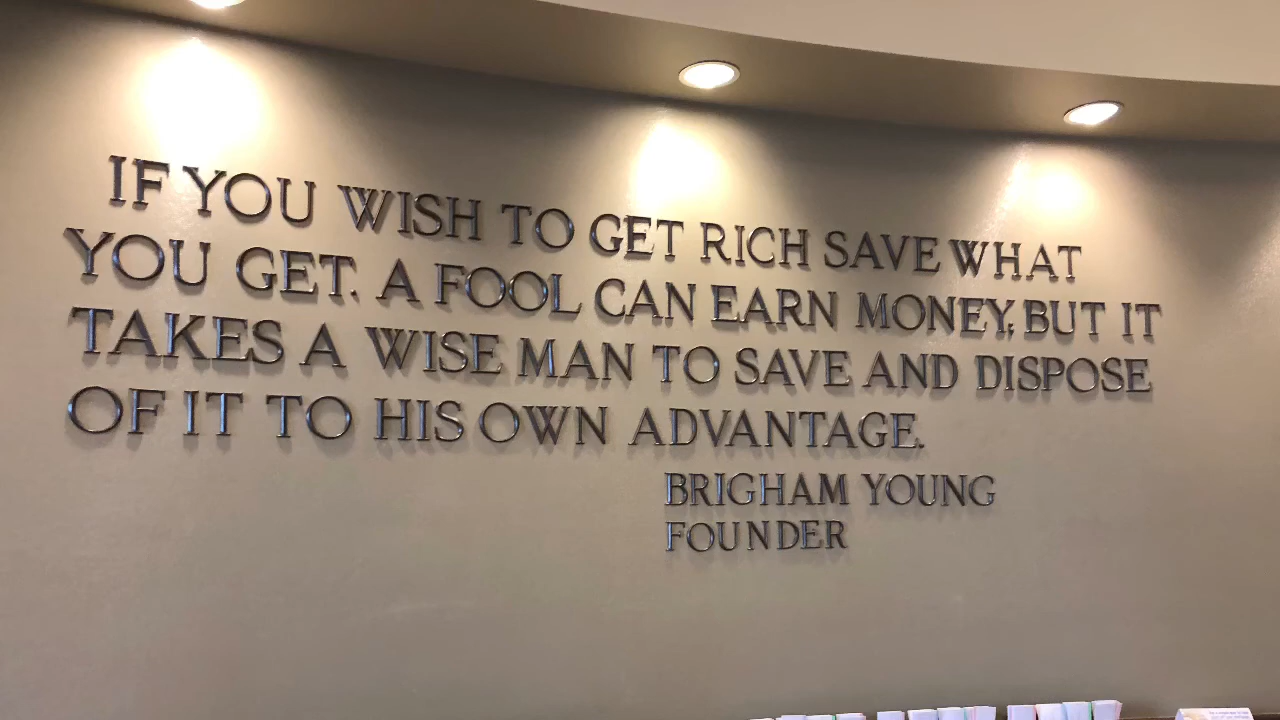 IF YOU WISH TO GET RICH SAVE WHAT
YOU GET. A FOOL CAN EARN MONEY, BUT IT
TAKES A WISE MAN TO SAVE AND DISPOSE
OF IT TO HIS OWN ADVANTAGE.
BRIGHAM YOUNG
FOUNDER